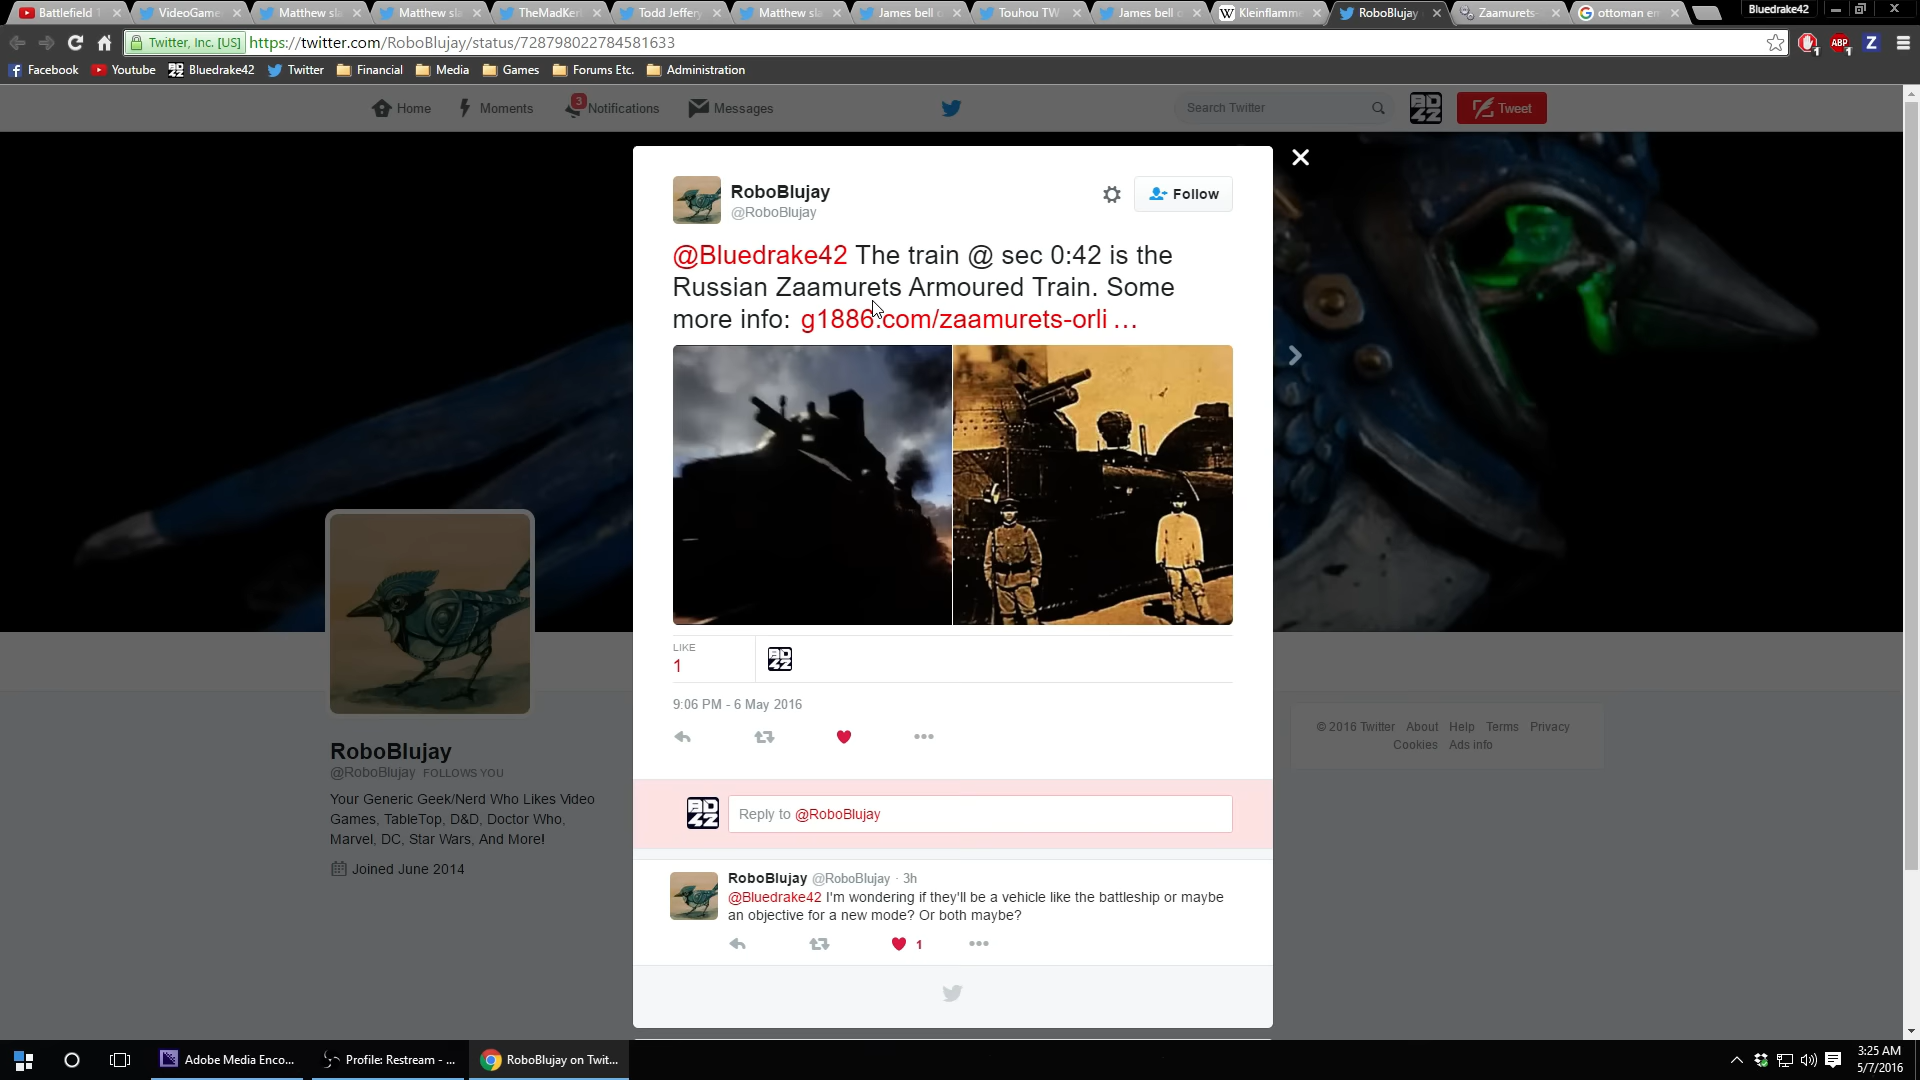 Battlefield
VideoGame
Matthew sl
Matthew sl
TheMadKer
Todd Jeffery
Matthew sl
James bell o
Touhou TW
James bell o
Kleinflamm
RoboBlujay
Zaamurets
ottoman em
Bluedrake42
Twitter, Inc. [US]
https://twitter.com/RoboBlujay/status/728798022784581633
Facebook
Youtube
Bluedrake42
Twitter
Financial
Media
Games
Forums Etc.
Administration
Home
Moments
3
Notifications
Messages
Search Twitter
Tweet
RoboBlujay
@RoboBlujay
Follow
@Bluedrake42 The train @ sec 0:42 is the
Russian Zaamurets Armoured Train. Some
more info: g1886.com/zaamurets-orli …
LIKE
1
9:06 PM - 6 May 2016
Reply to @RoboBlujay
RoboBlujay @RoboBlujay · 3h
@Bluedrake42 I'm wondering if they'll be a vehicle like the battleship or maybe
an objective for a new mode? Or both maybe?
1
RoboBlujay
@RoboBlujay FOLLOWS YOU
Your Generic Geek/Nerd Who Likes Video
Games, TableTop, D&D, Doctor Who,
Marvel, DC, Star Wars, And More!
Joined June 2014
© 2016 Twitter About Help Terms Privacy
Cookies Ads info
Adobe Media Enco...
Profile: Restream - ...
RoboBlujay on Twit...
3:25 AM
5/7/2016